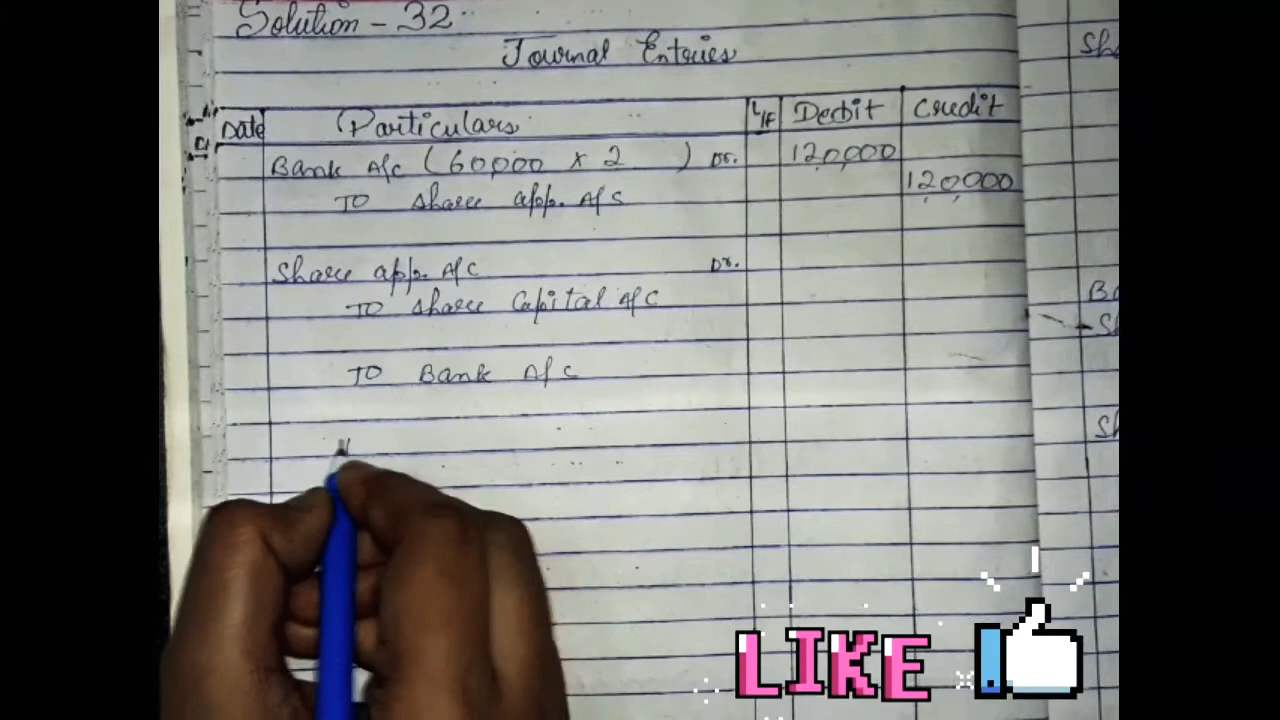 Solution - 32
Journal Entries
Date Particulars L/F Debit Credit
Bank A/c (60,000 x 2 ) Dr. 120,000
To Share app. A/c 120,000
Share app. A/c Dr.
To Share Capital A/c
To Bank A/c
LIKE